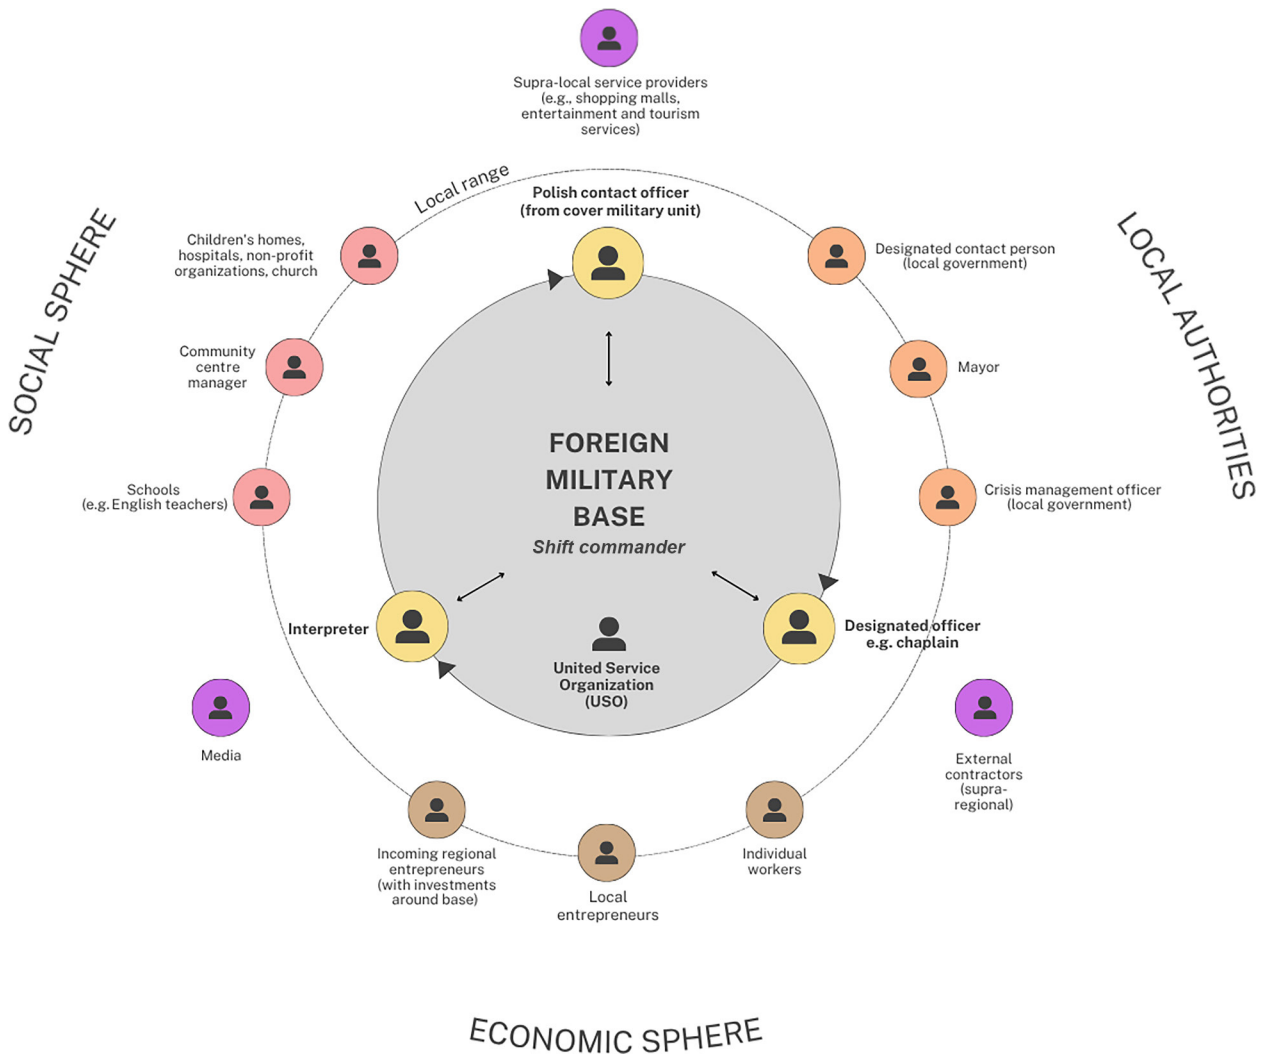 Supra-local service providers
(e.g., shopping malls,
entertainment and tourism
services)
Local range
Polish contact officer
(from cover military unit)
SOCIAL SPHERE
LOCAL AUTHORITIES
Children's homes,
hospitals, non-profit
organizations, church
Designated contact person
(local government)
Community
centre
manager
Mayor
FOREIGN
MILITARY
BASE
Shift commander
Schools
(e.g. English teachers)
Crisis management officer
(local government)
Interpreter
United Service
Organization
(USO)
Designated officer
e.g. chaplain
Media
External
contractors
(supra-
regional)
Incoming regional
entrepreneurs
(with investments
around base)
Local
entrepreneurs
Individual
workers
ECONOMIC SPHERE